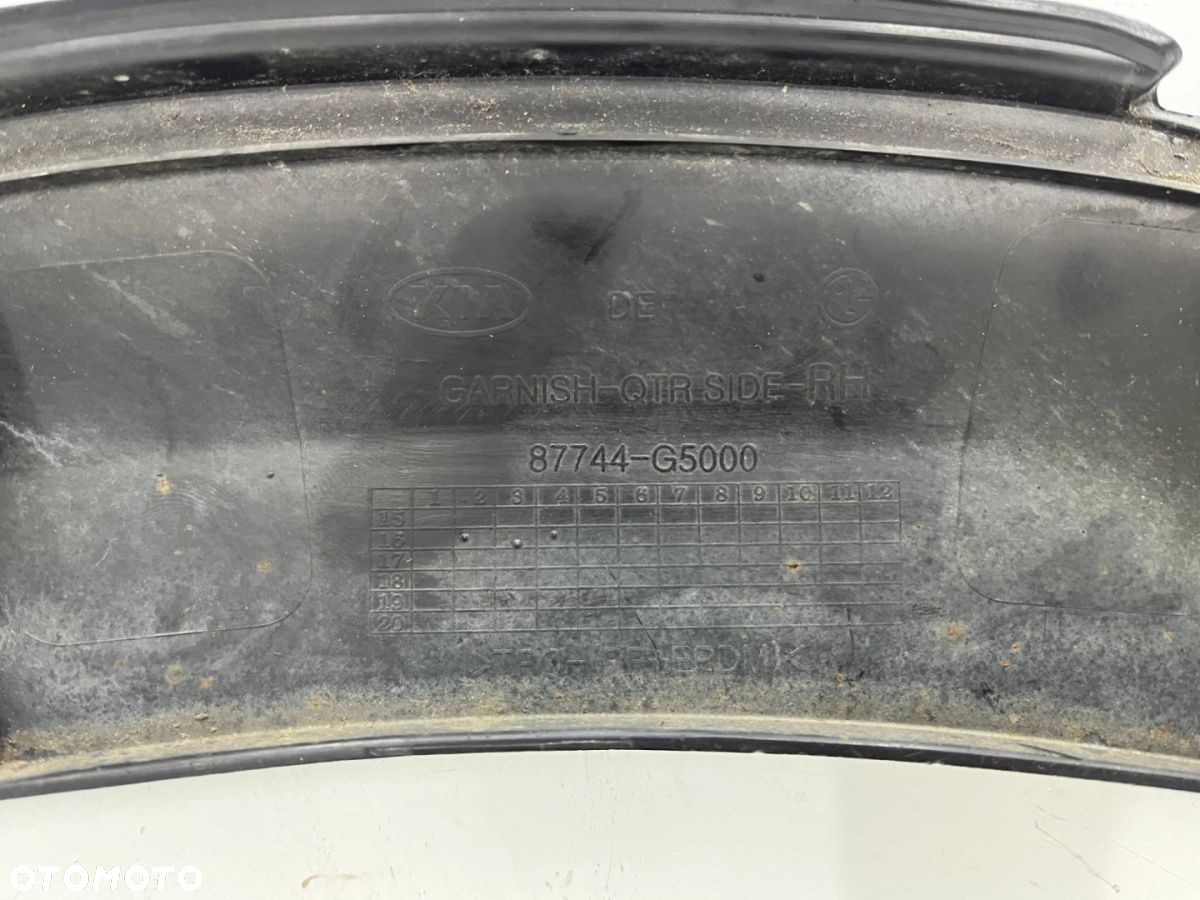 KIA DE
GARNISH-QTR SIDE-RH
87744-G5000
1 2 3 4 5 6 7 8 9 10 11 12
15
16
17
18
19
20
OTOMOTO